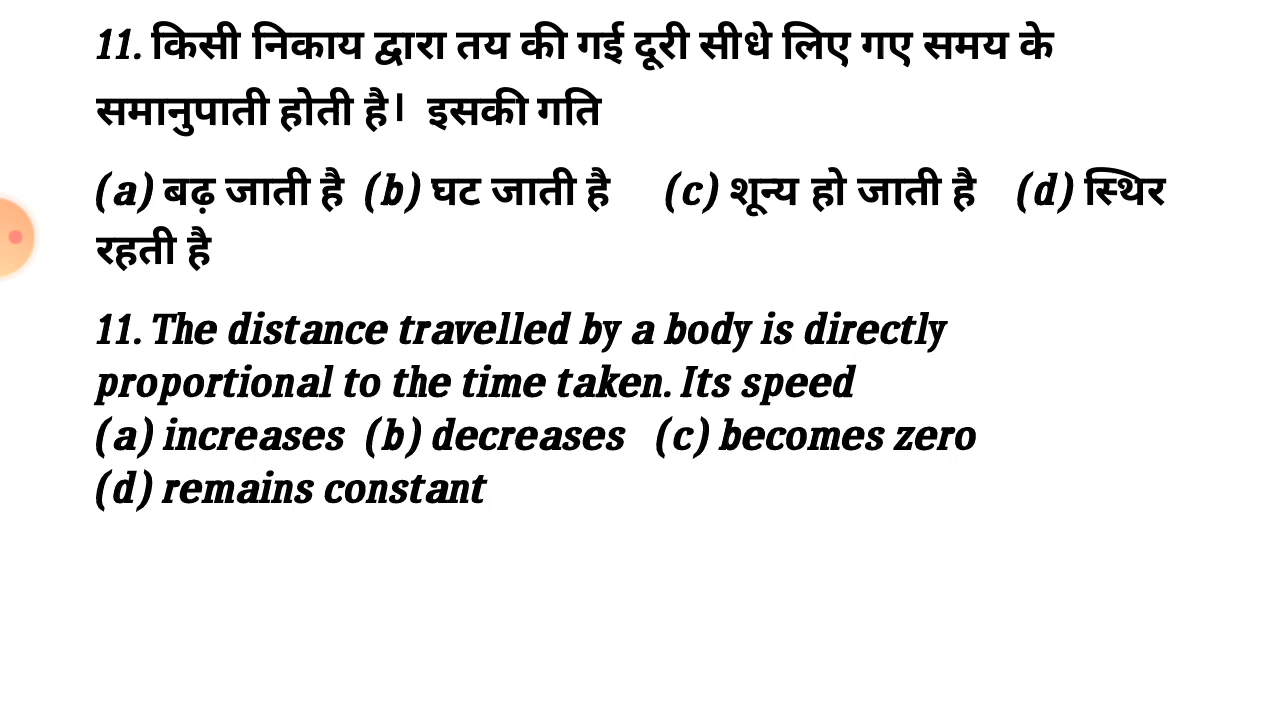 11. किसी निकाय द्वारा तय की गई दूरी सीधे लिए गए समय के
समानुपाती होती है। इसकी गति
(a) बढ़ जाती है (b) घट जाती है (c) शून्य हो जाती है (d) स्थिर
रहती है
11. The distance travelled by a body is directly
proportional to the time taken. Its speed
(a) increases (b) decreases (c) becomes zero
(d) remains constant